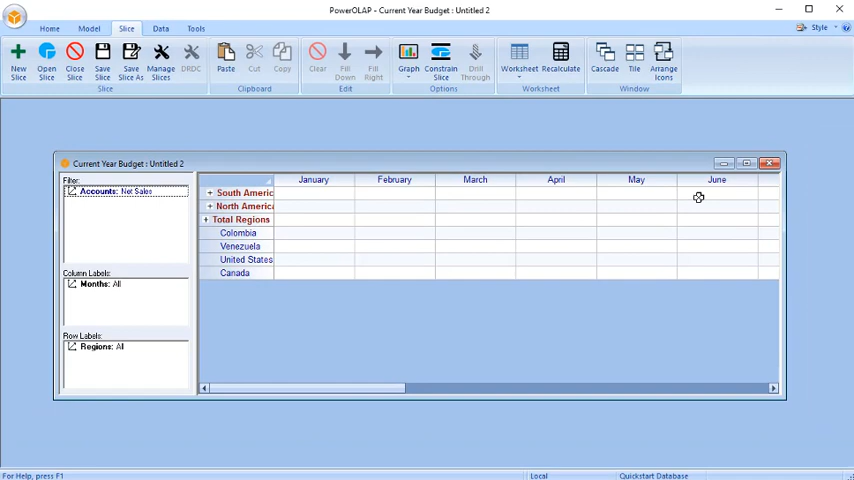 PowerOLAP - Current Year Budget : Untitled 2
Home Model Slice Data Tools Style
New Slice
Open Slice
Close Slice
Save Slice
Save Slice As
Manage Slices
DRDC
Paste
Cut
Copy
Clear
Fill Down
Fill Right
Graph
Constrain Slice
Drill Through
Worksheet
Recalculate
Cascade
Tile
Arrange Icons
Slice Clipboard Edit Options Worksheet Window
Current Year Budget : Untitled 2
Filter:
Accounts: Net Sales
Column Labels:
Months: All
Row Labels:
Regions: All
January February March April May June
South Americ
North America
Total Regions
Colombia
Venezuela
United States
Canada
For Help, press F1 Local Quickstart Database